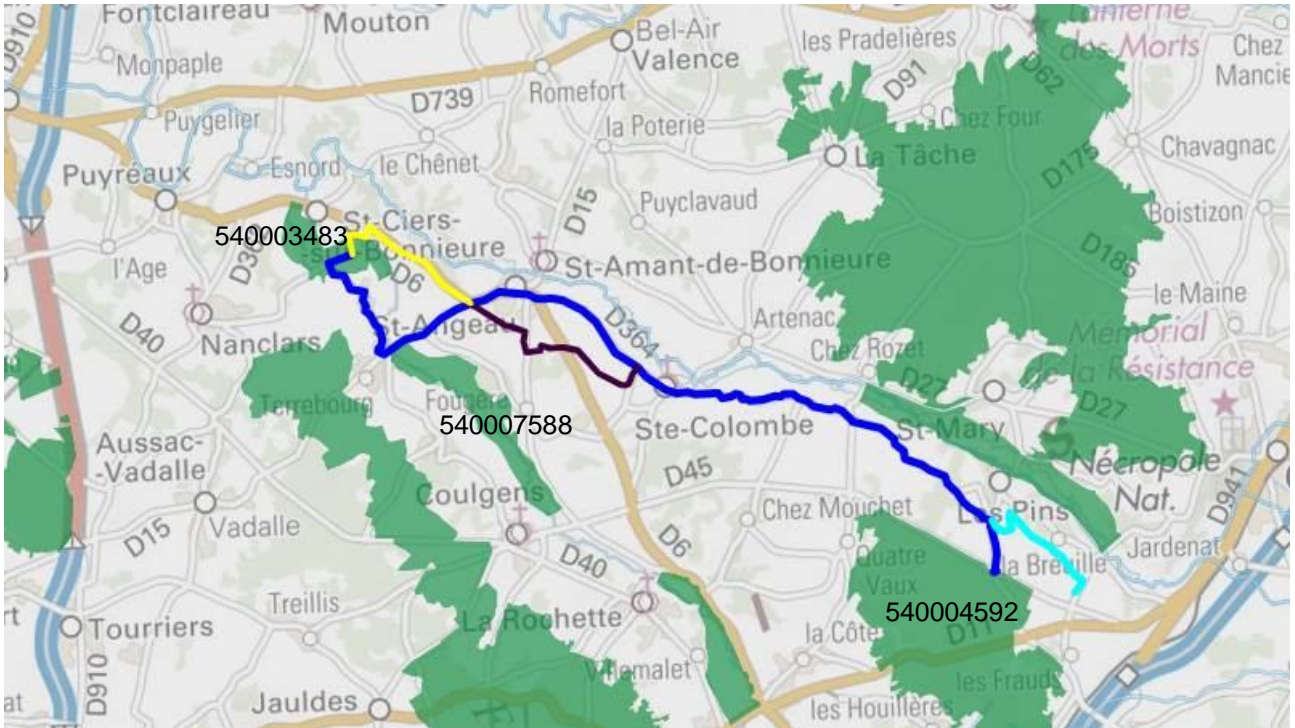 Fontclaireau
Mouton
D910
Monpaple
Bel-Air
Valence
les Pradelières
Lanterne
des Morts
Chez
D62
D91
Romefort
D739
Puygelier
la Poterie
Chez Four
Chavagnac
Esnord
le Chênet
La Tâche
D175
Puyréaux
D15
Puyclavaud
Boistizon
St-Ciers-
-sur-Bonnieure
540003483
D6
St-Amant-de-Bonnieure
D185
l'Age
le Maine
St-Angeau
D364
Artenac
Mémorial
de la Résistance
D40
Nanclars
Chez Rozet
D27
D27
Terrebourg
Fougère
540007588
Ste-Colombe
St-Mary
Nécropole
Nat.
Aussac-
-Vadalle
D45
Coulgens
Chez Mouchet
Les Pins
D941
D15
Vadalle
Jardenat
D40
D6
Quatre
Vaux
la Breuille
540004592
Treillis
La Rochette
D11
Tourriers
la Côte
Villemalet
les Frauds
D910
Jauldes
les Houillères